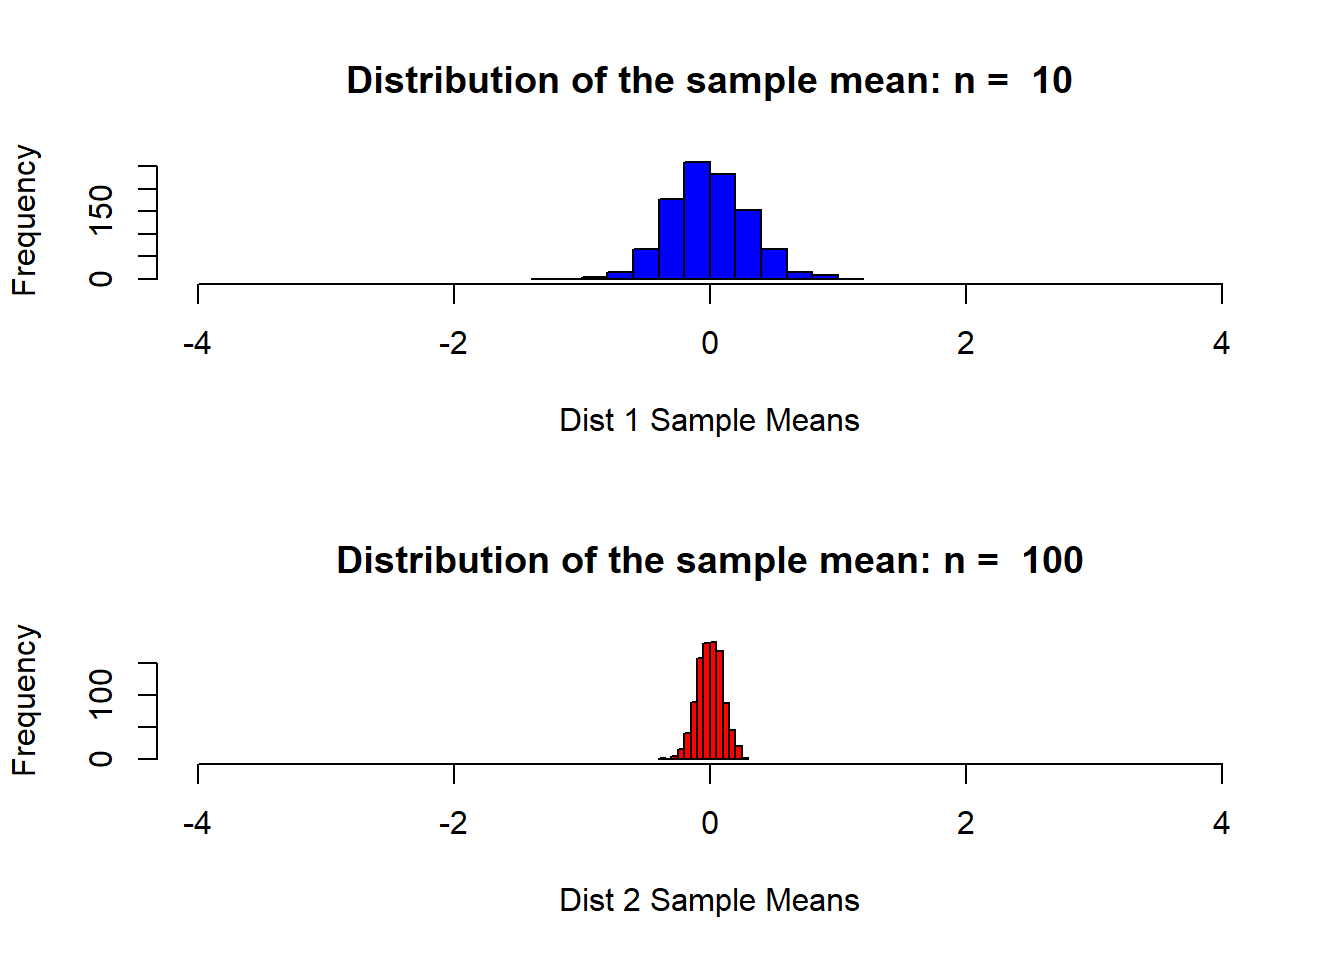 Distribution of the sample mean: n =  10
Frequency
150
0
-4 -2 0 2 4
Dist 1 Sample Means
Distribution of the sample mean: n =  100
Frequency
100
0
-4 -2 0 2 4
Dist 2 Sample Means